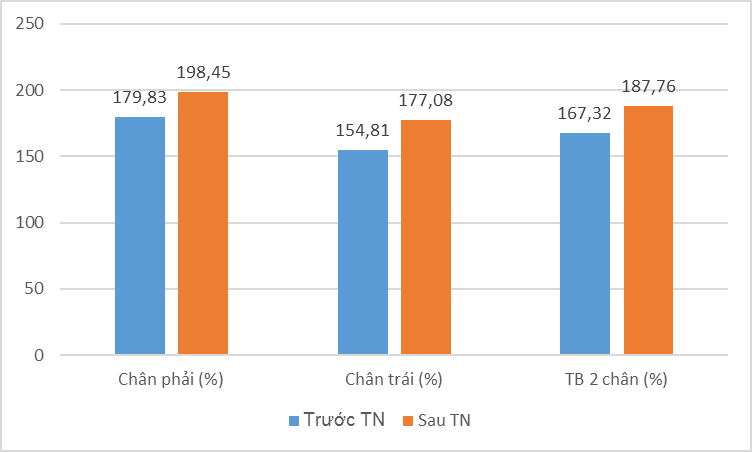 250
200
150
100
50
0
179,83
198,45
154,81
177,08
167,32
187,76
Chân phải (%)
Chân trái (%)
TB 2 chân (%)
Trước TN
Sau TN